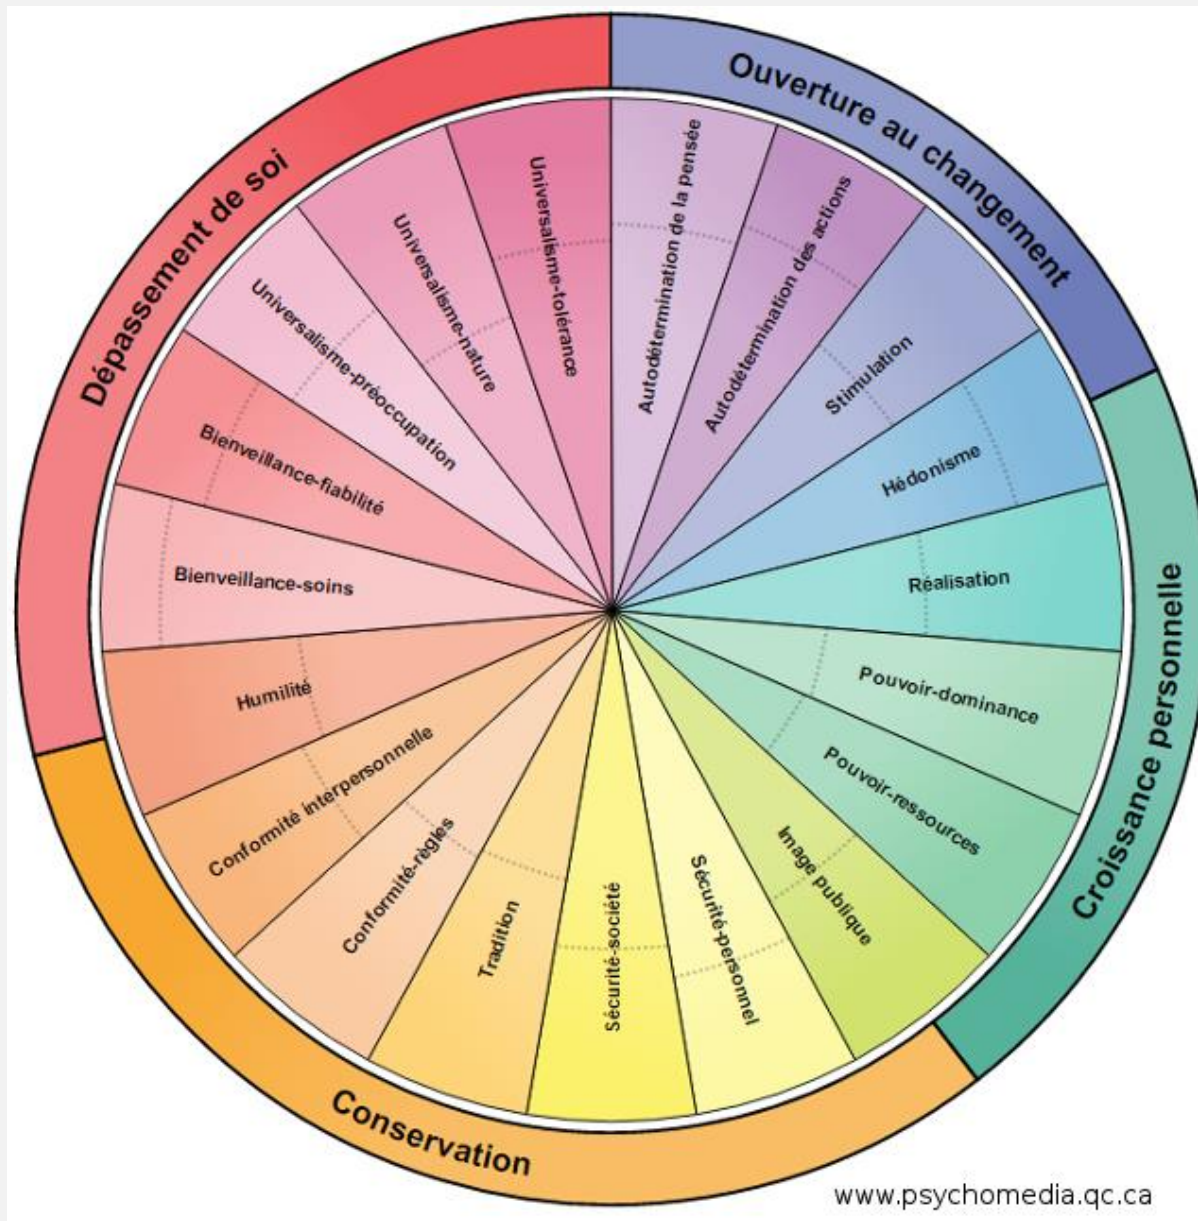 Ouverture au changement
Croissance personnelle
Conservation
Dépassement de soi
Autodétermination de la pensée
Autodétermination des actions
Stimulation
Hédonisme
Réalisation
Pouvoir-dominance
Pouvoir-ressources
Image publique
Sécurité-personnel
Sécurité-société
Tradition
Conformité-règles
Conformité interpersonnelle
Humilité
Bienveillance-soins
Bienveillance-fiabilité
Universalisme-préoccupation
Universalisme-nature
Universalisme-tolérance
www.psychomedia.qc.ca